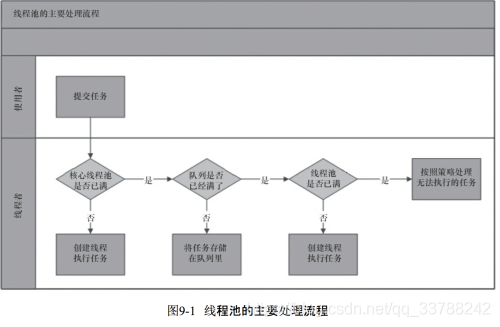 线程池的主要处理流程
使用者
提交任务
线程者
核心线程池
是否已满
是
队列是否
已经满了
是
线程池
是否已满
是
按照策略处理
无法执行的任务
否
否
否
创建线程
执行任务
将任务存储
在队列里
创建线程
执行任务
图9-1 线程池的主要处理流程
csdn.net/qq_33788242